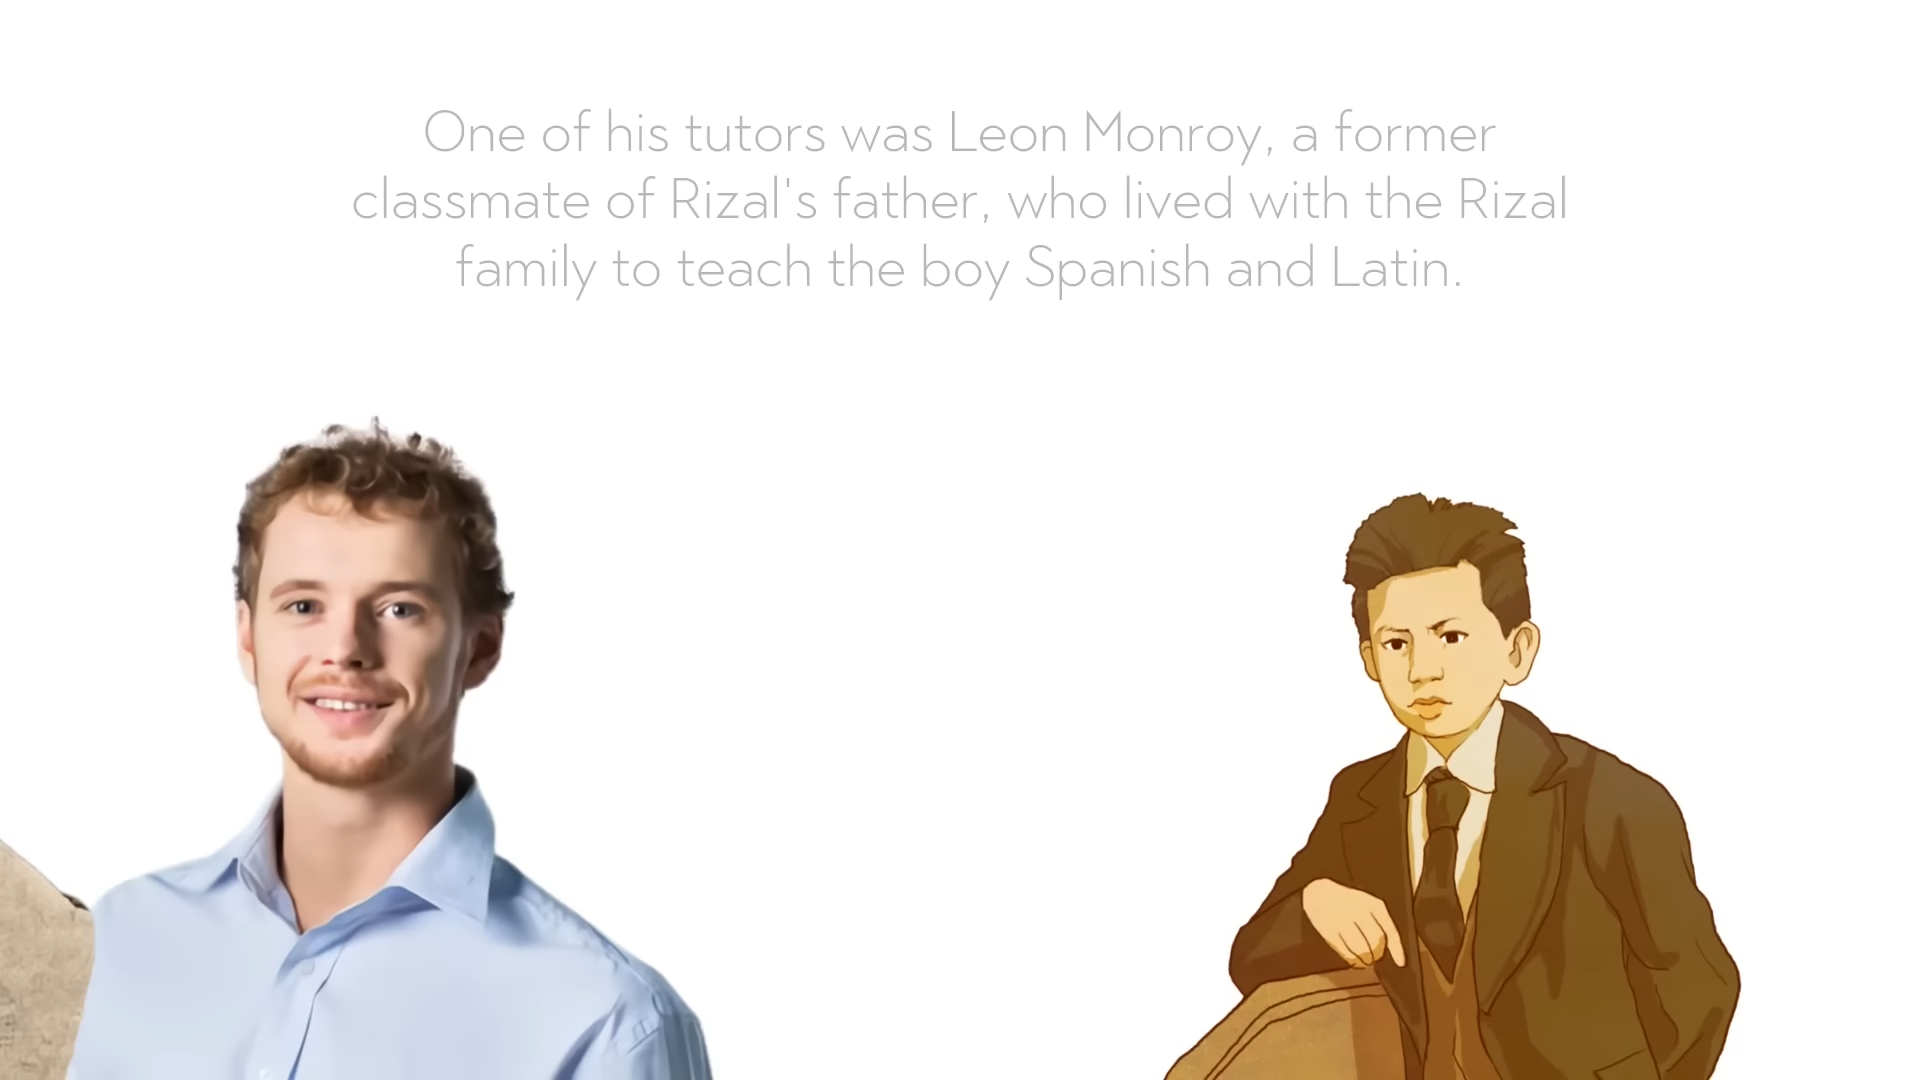 One of his tutors was Leon Monroy, a former
classmate of Rizal's father, who lived with the Rizal
family to teach the boy Spanish and Latin.